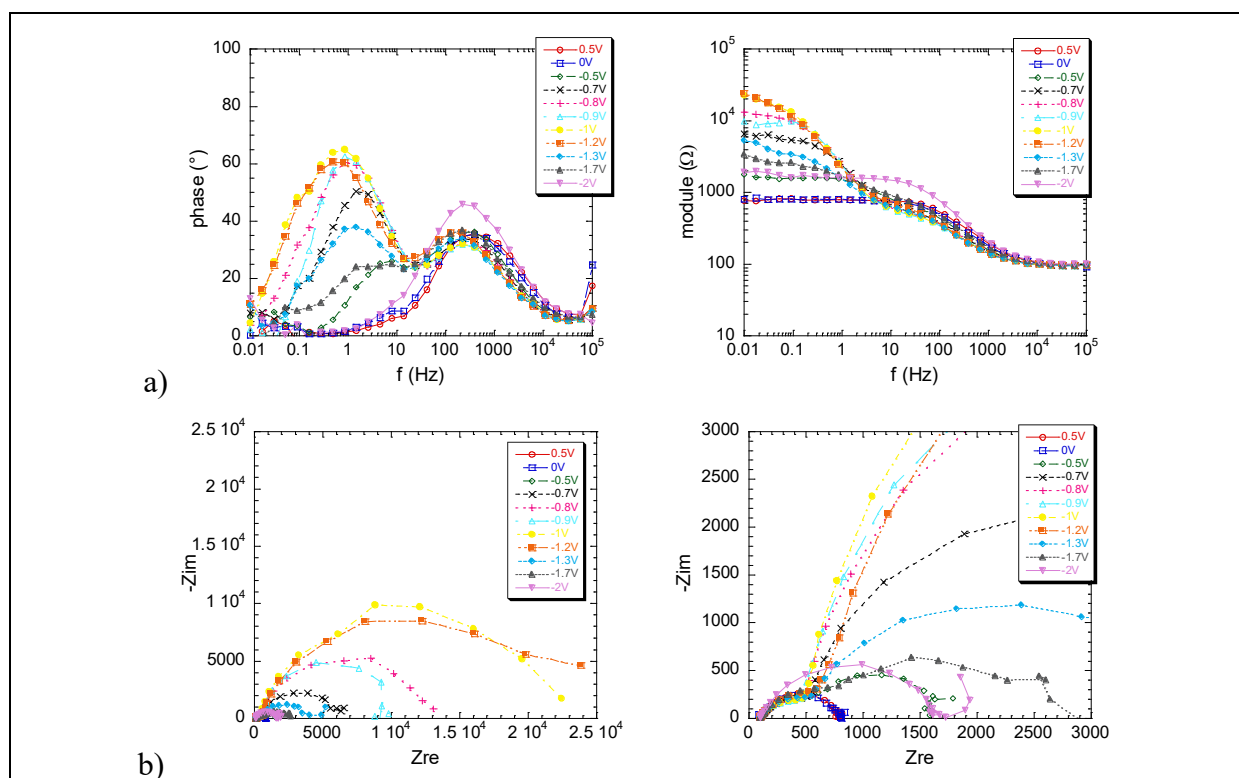 100
80
60
40
20
0
phase (°)
0.01 0.1 1 10 100 1000 10⁴ 10⁵
f (Hz)
0.5V
0V
-0.5V
-0.7V
-0.8V
-0.9V
-1V
-1.2V
-1.3V
-1.7V
-2V
10⁵
10⁴
1000
100
10
module (Ω)
0.01 0.1 1 10 100 1000 10⁴ 10⁵
f (Hz)
0.5V
0V
-0.5V
-0.7V
-0.8V
-0.9V
-1V
-1.2V
-1.3V
-1.7V
-2V
a)
2.5 10⁴
2 10⁴
1.5 10⁴
1 10⁴
5000
0
-Zim
0 5000 1 10⁴ 1.5 10⁴ 2 10⁴ 2.5 10⁴
Zre
0.5V
0V
-0.5V
-0.7V
-0.8V
-0.9V
-1V
-1.2V
-1.3V
-1.7V
-2V
3000
2500
2000
1500
1000
500
0
-Zim
0 500 1000 1500 2000 2500 3000
Zre
0.5V
0V
-0.5V
-0.7V
-0.8V
-0.9V
-1V
-1.2V
-1.3V
-1.7V
-2V
b)